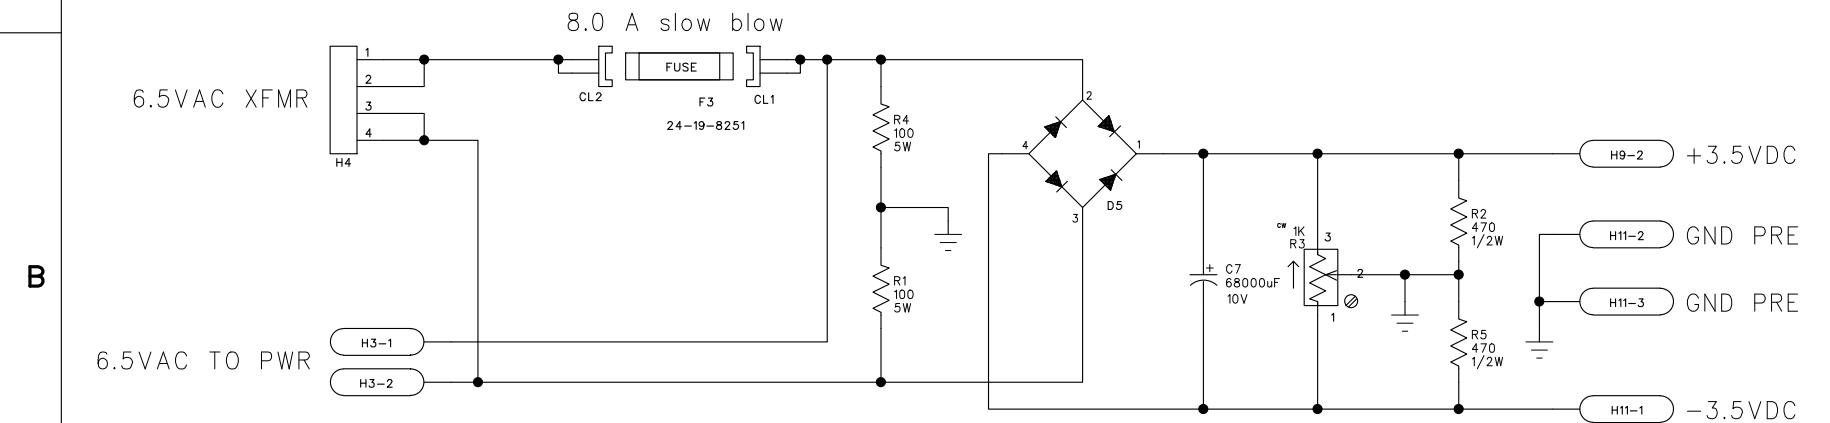 8.0 A slow blow
6.5VAC XFMR
1
2
3
4
H4
CL2
FUSE
F3
24-19-8251
CL1
R4
100
5W
R1
100
5W
2
4
1
3
D5
C7
68000uF
10V
+
cw
1K
R3
3
2
1
R2
470
1/2W
R5
470
1/2W
H9-2
+3.5VDC
H11-2
GND PRE
H11-3
GND PRE
H11-1
-3.5VDC
B
6.5VAC TO PWR
H3-1
H3-2